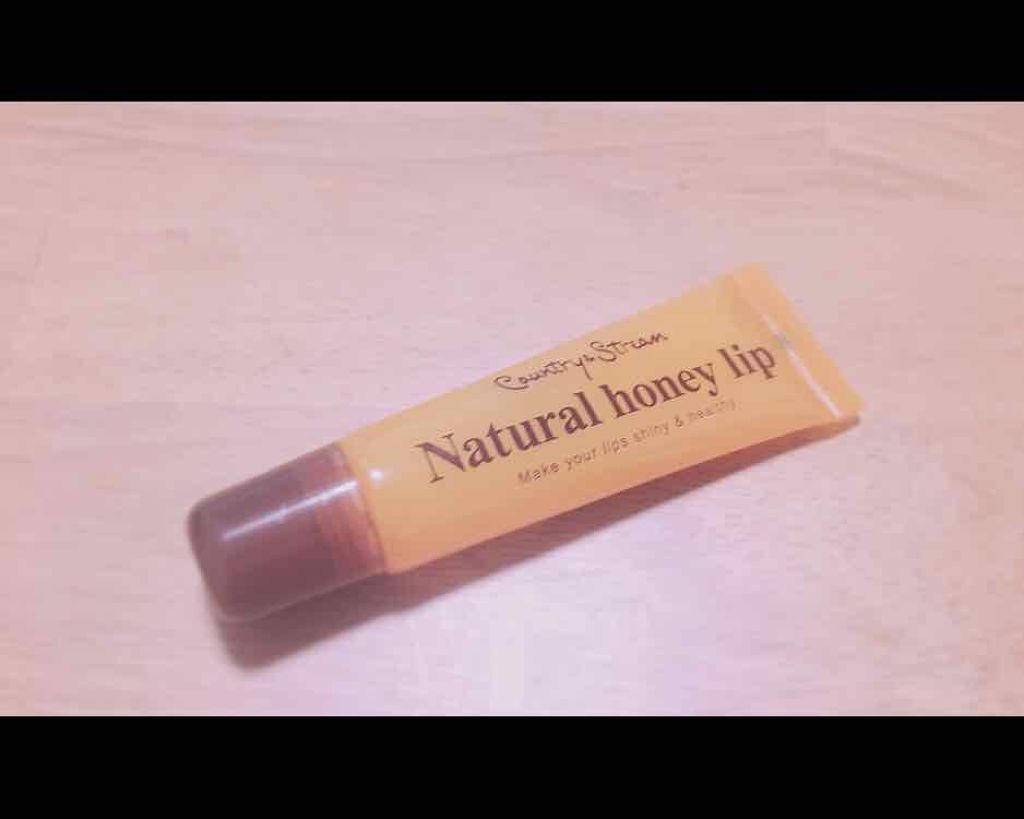 Country & Stream
Natural honey lip
Make your lips shiny & healthy